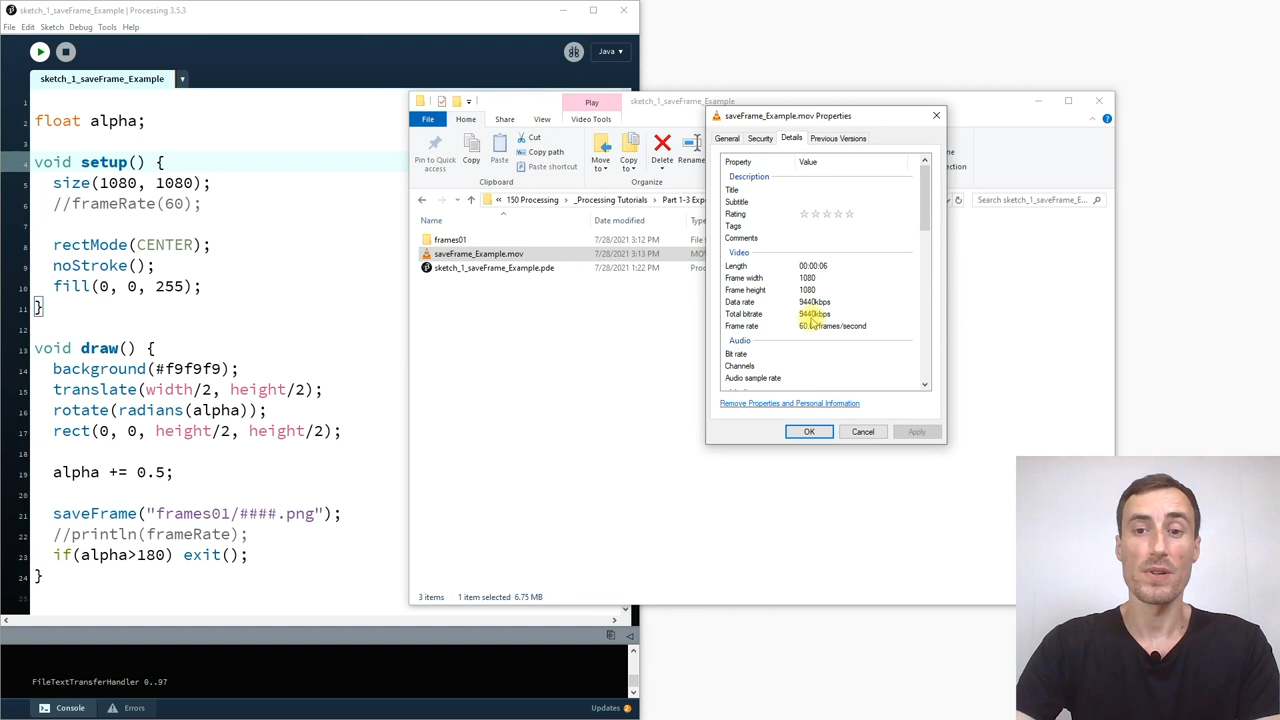 sketch_1_saveFrame_Example | Processing 3.5.3
File Edit Sketch Debug Tools Help
Java ▾
sketch_1_saveFrame_Example ▾
1
2 float alpha;
3
4 void setup() {
5 size(1080, 1080);
6 //frameRate(60);
7
8 rectMode(CENTER);
9 noStroke();
10 fill(0, 0, 255);
11 }
12
13 void draw() {
14 background(#f9f9f9);
15 translate(width/2, height/2);
16 rotate(radians(alpha));
17 rect(0, 0, height/2, height/2);
18
19 alpha += 0.5;
20
21 saveFrame("frames01/####.png");
22 //println(frameRate);
23 if(alpha>180) exit();
24 }
25
FileTextTransferHandler 0..97
Console Errors Updates 2
Play sketch_1_saveFrame_Example
File Home Share View Video Tools
Pin to Quick access
Copy
Paste
Cut
Copy path
Paste shortcut
Clipboard
Move to
Copy to
Delete
Rename
Organize
« 150 Processing › _Processing Tutorials › Part 1-3 Exp
Search sketch_1_saveFrame_E...
Name Date modified
frames01 7/28/2021 3:12 PM File
saveFrame_Example.mov 7/28/2021 3:13 PM
sketch_1_saveFrame_Example.pde 7/28/2021 1:22 PM
3 items 1 item selected 6.75 MB
saveFrame_Example.mov Properties
General Security Details Previous Versions
Property Value
Description
Title
Subtitle
Rating
Tags
Comments
Video
Length 00:00:06
Frame width 1080
Frame height 1080
Data rate 9440kbps
Total bitrate 9440kbps
Frame rate frames/second
Audio
Bit rate
Channels
Audio sample rate
Remove Properties and Personal Information
OK Cancel Apply